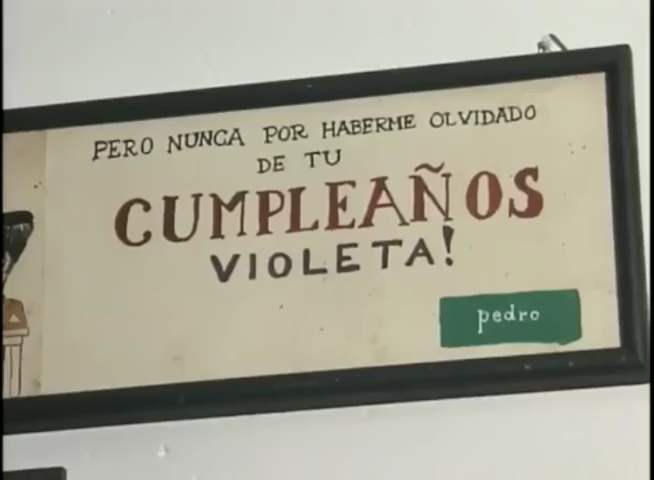 PERO NUNCA POR HABERME OLVIDADO
DE TU
CUMPLEAÑOS
VIOLETA!
pedro